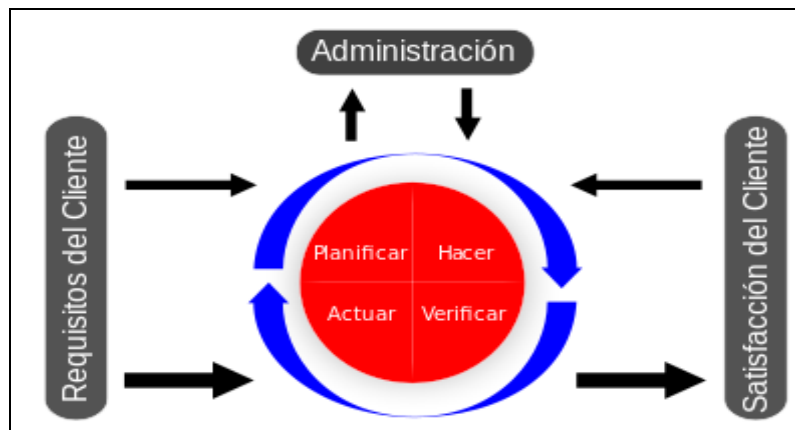 Administración
Requisitos del Cliente
Planificar
Hacer
Actuar
Verificar
Satisfacción del Cliente